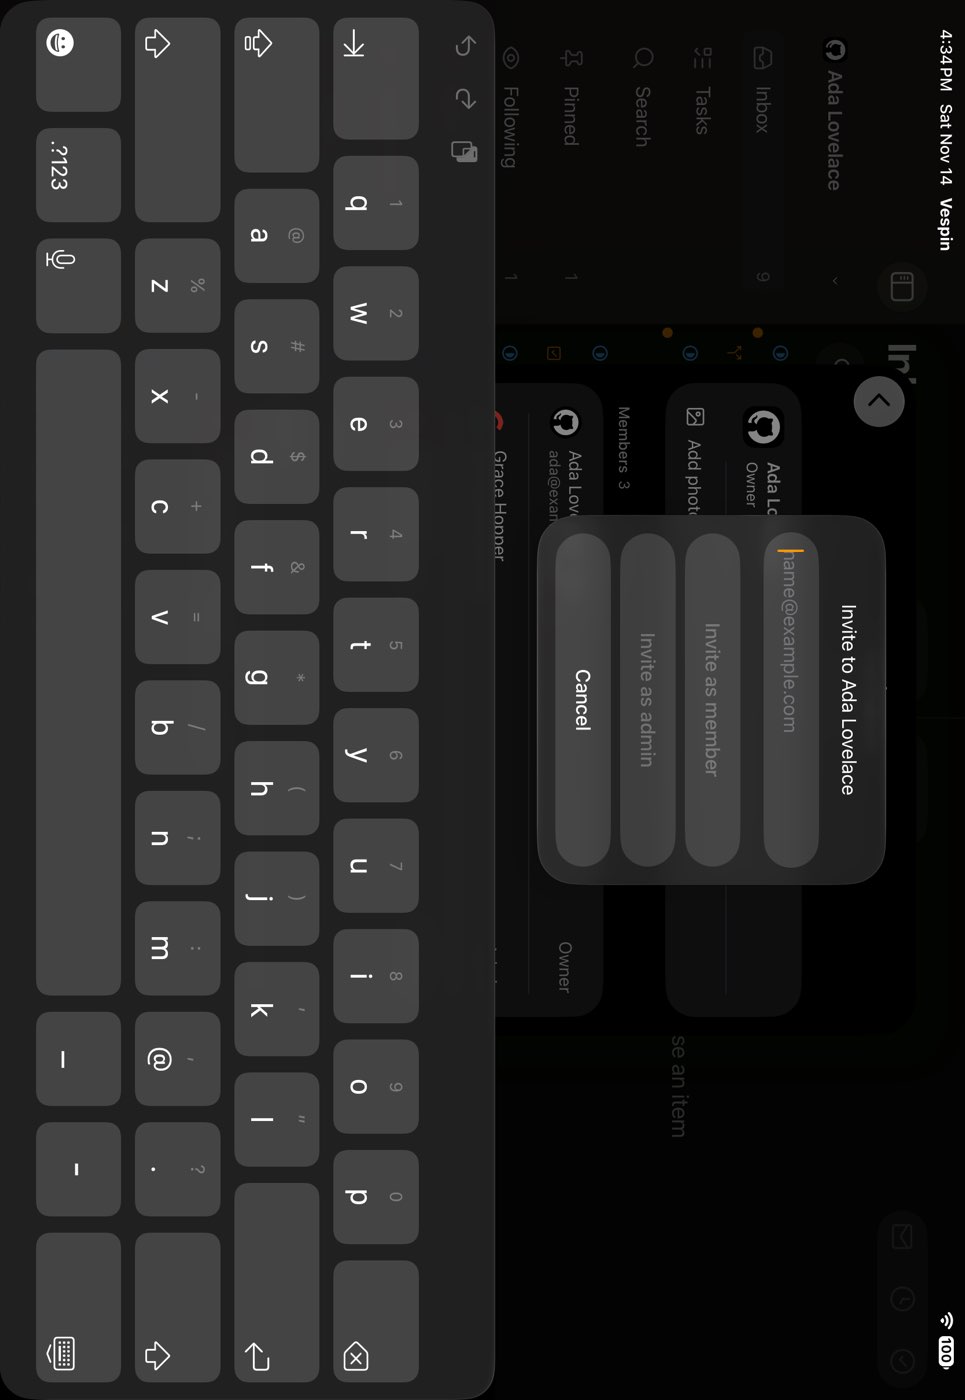 4:34 PM Sat Nov 14 Vespin
100
Ada Lovelace
Inbox 9
Tasks
Search
Pinned 1
Following 1
Ada Lo
Owner
Add phot
Members 3
Ada Love
ada@exam
Owner
Grace Hopper
se an item
Invite to Ada Lovelace
name@example.com
Invite as member
Invite as admin
Cancel
1 2 3 4 5 6 7 8 9 0
q w e r t y u i o p
@ # $ & * ( ) ' "
a s d f g h j k l
% - + = / ; : , ?
z x c v b n m @ .
.?123 _ -